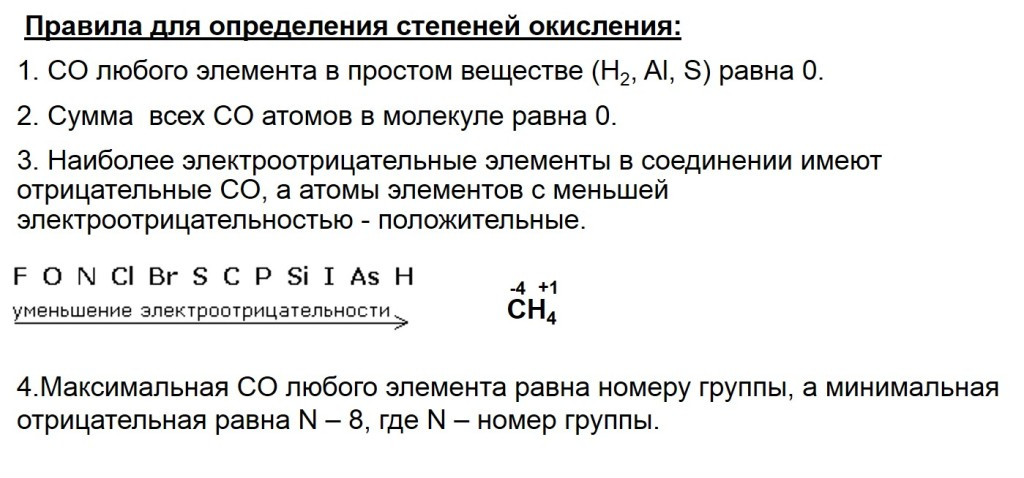 Правила для определения степеней окисления:
1. СО любого элемента в простом веществе (H₂, Al, S) равна 0.
2. Сумма  всех СО атомов в молекуле равна 0.
3. Наиболее электроотрицательные элементы в соединении имеют
отрицательные СО, а атомы элементов с меньшей
электроотрицательностью - положительные.
F O N Cl Br S C P Si I As H
уменьшение электроотрицательности
-4 +1
CH₄
4.Максимальная СО любого элемента равна номеру группы, а минимальная
отрицательная равна N – 8, где N – номер группы.